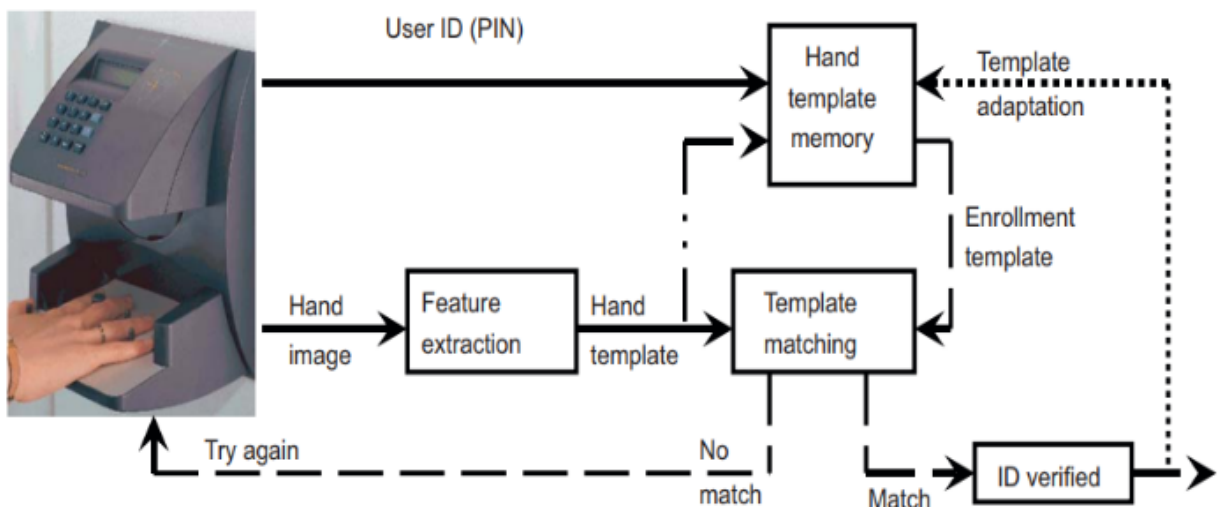 User ID (PIN)
Hand
template
memory
Template
adaptation
Enrollment
template
Hand
image
Feature
extraction
Hand
template
Template
matching
Try again
No
match
Match
ID verified